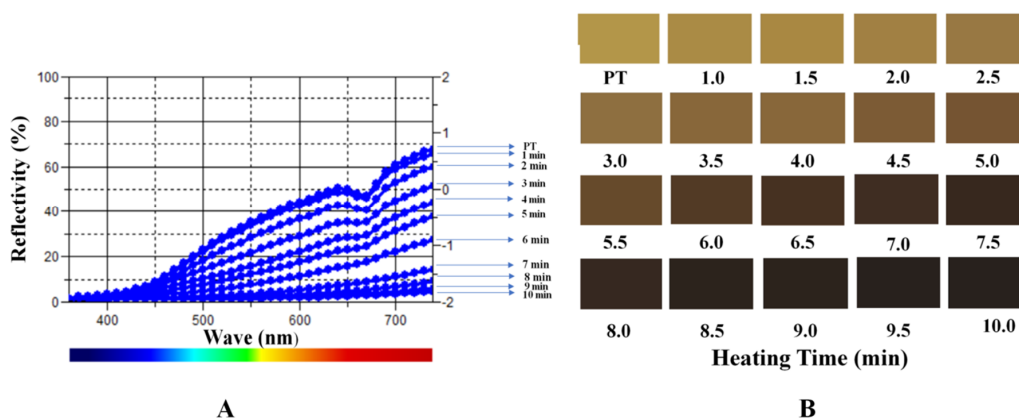 A
Reflectivity (%)
100
80
60
40
20
0
2
1
0
-1
-2
PT
1 min
2 min
3 min
4 min
5 min
6 min
7 min
8 min
9 min
10 min
400 500 600 700
Wave (nm)
A
B
PT 1.0 1.5 2.0 2.5
3.0 3.5 4.0 4.5 5.0
5.5 6.0 6.5 7.0 7.5
8.0 8.5 9.0 9.5 10.0
Heating Time (min)
B